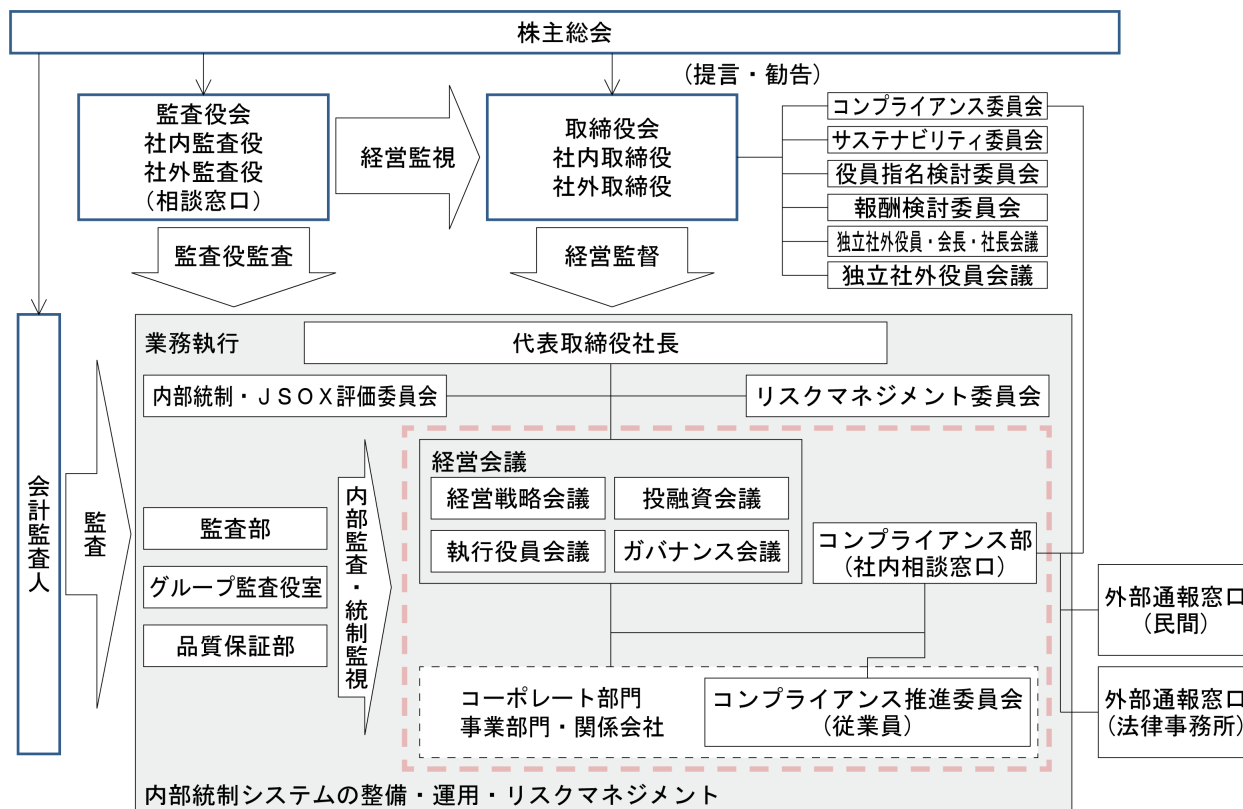 株主総会
(提言・勧告)
監査役会
社内監査役
社外監査役
(相談窓口)
経営監視
取締役会
社内取締役
社外取締役
コンプライアンス委員会
サステナビリティ委員会
役員指名検討委員会
報酬検討委員会
独立社外役員・会長・社長会議
独立社外役員会議
監査役監査
経営監督
会計監査人
監査
業務執行
代表取締役社長
内部統制・ＪＳＯＸ評価委員会
リスクマネジメント委員会
監査部
グループ監査役室
品質保証部
内部監査・統制監視
経営会議
経営戦略会議
投融資会議
執行役員会議
ガバナンス会議
コンプライアンス部
(社内相談窓口)
コーポレート部門
事業部門・関係会社
コンプライアンス推進委員会
(従業員)
外部通報窓口
(民間)
外部通報窓口
(法律事務所)
内部統制システムの整備・運用・リスクマネジメント